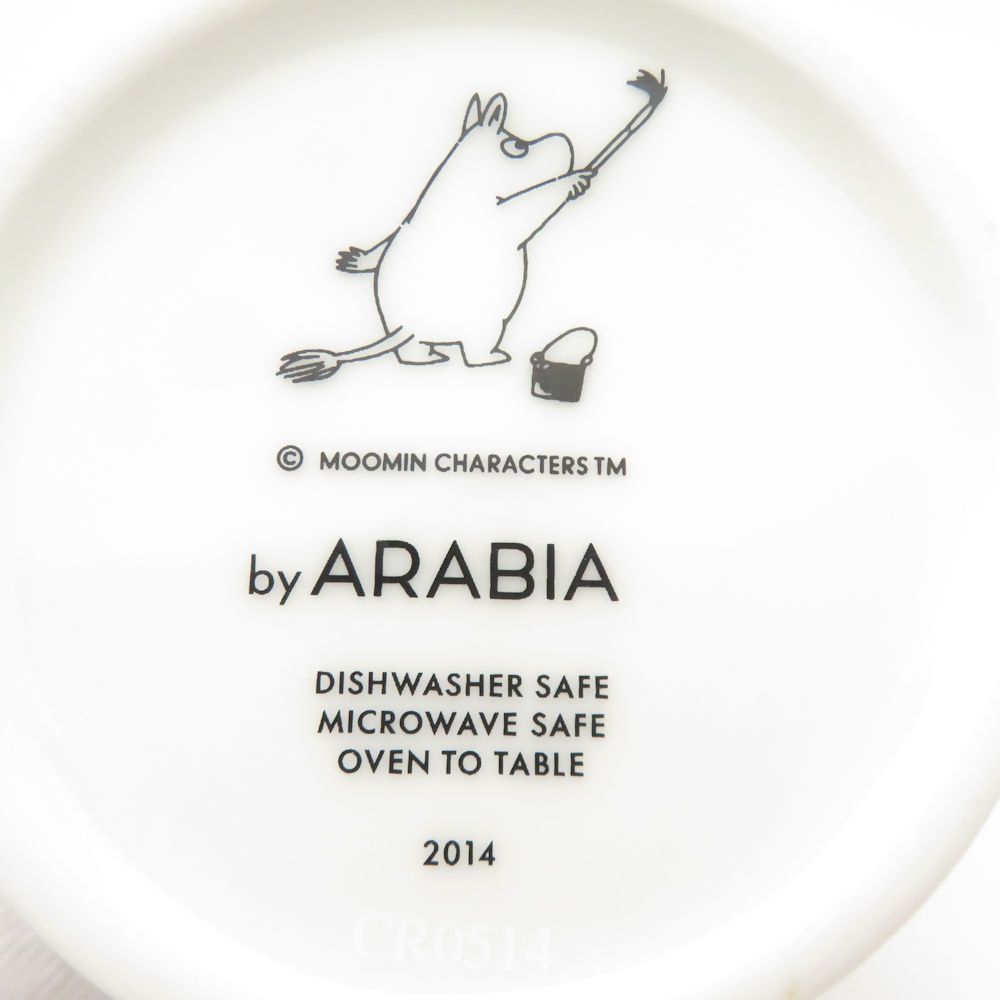 © MOOMIN CHARACTERS TM
by ARABIA
DISHWASHER SAFE
MICROWAVE SAFE
OVEN TO TABLE
2014
CR0514